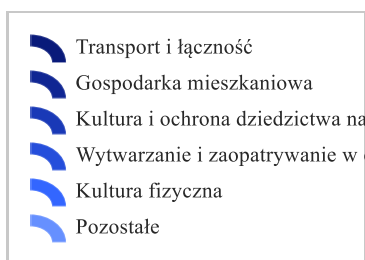 Transport i łączność
Gospodarka mieszkaniowa
Kultura i ochrona dziedzictwa
Wytwarzanie i zaopatrywanie w
Kultura fizyczna
Pozostałe